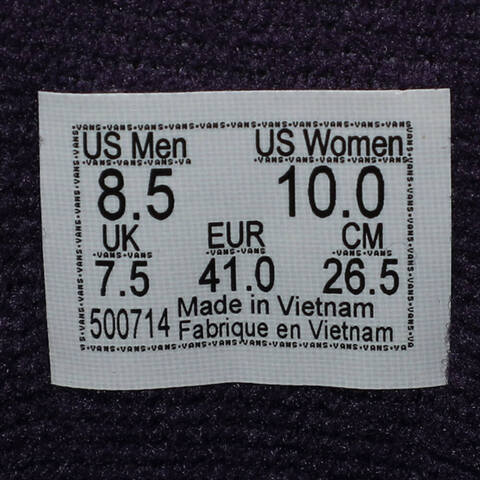 US Men US Women
8.5 10.0
UK EUR CM
7.5 41.0 26.5
500714 Made in Vietnam
Fabrique en Vietnam